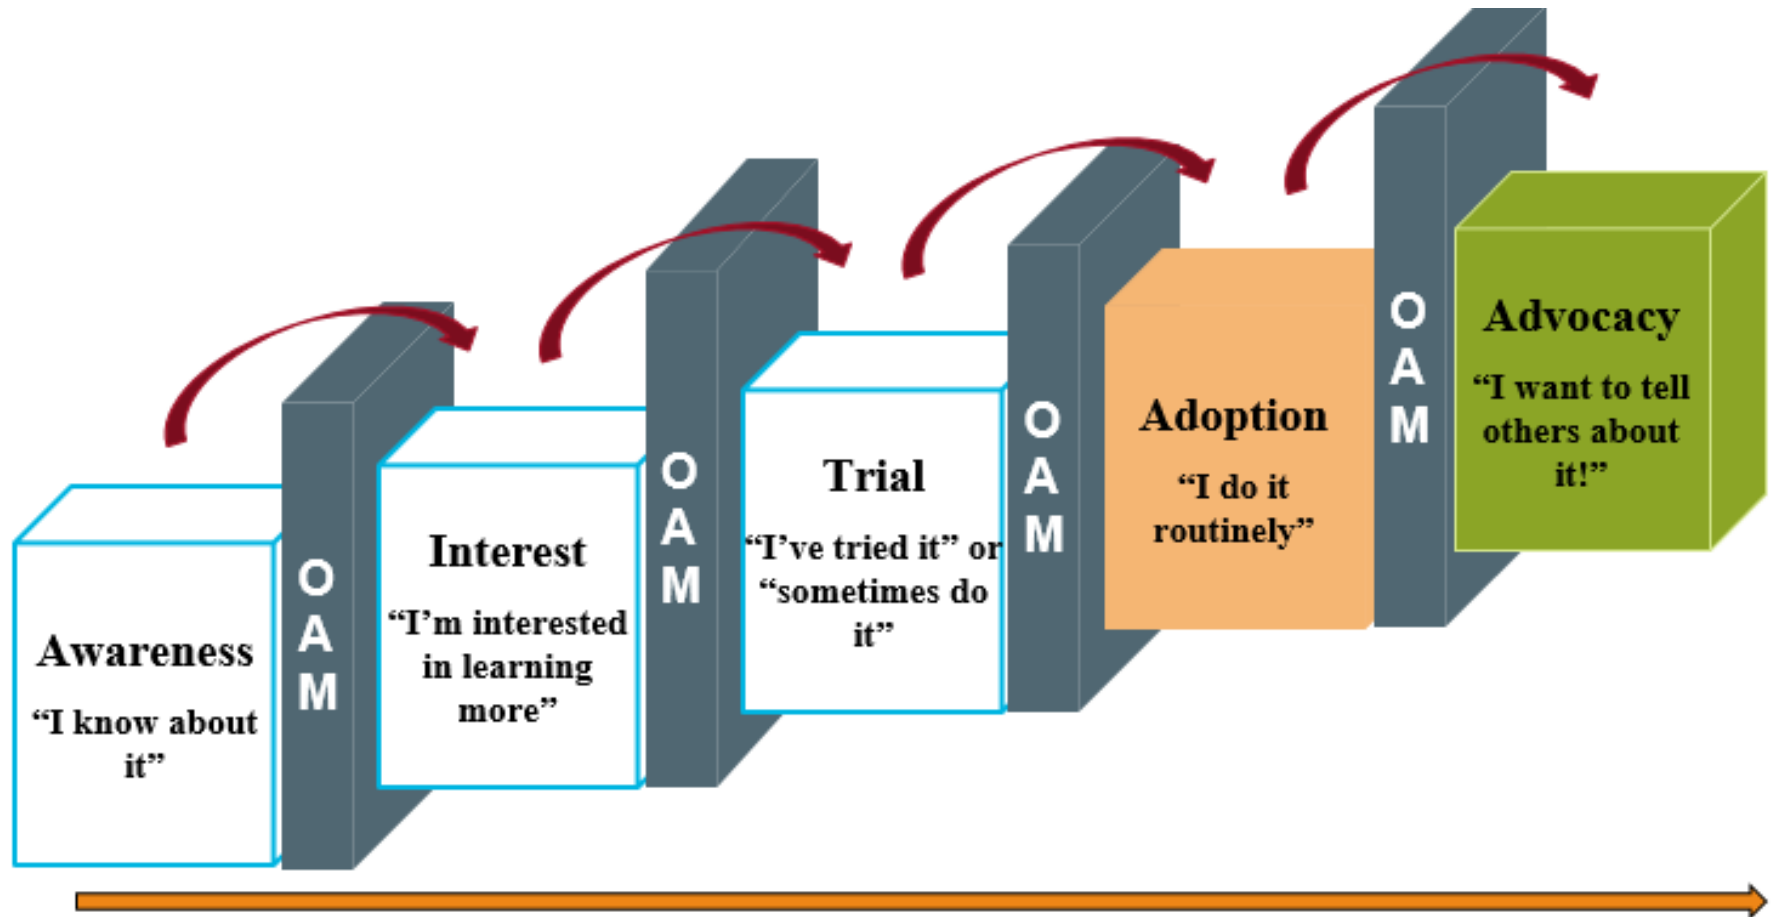 Awareness
“I know about
it”
O
A
M
Interest
“I’m interested
in learning
more”
O
A
M
Trial
“I’ve tried it” or
“sometimes do
it”
O
A
M
Adoption
“I do it
routinely”
O
A
M
Advocacy
“I want to tell
others about
it!”